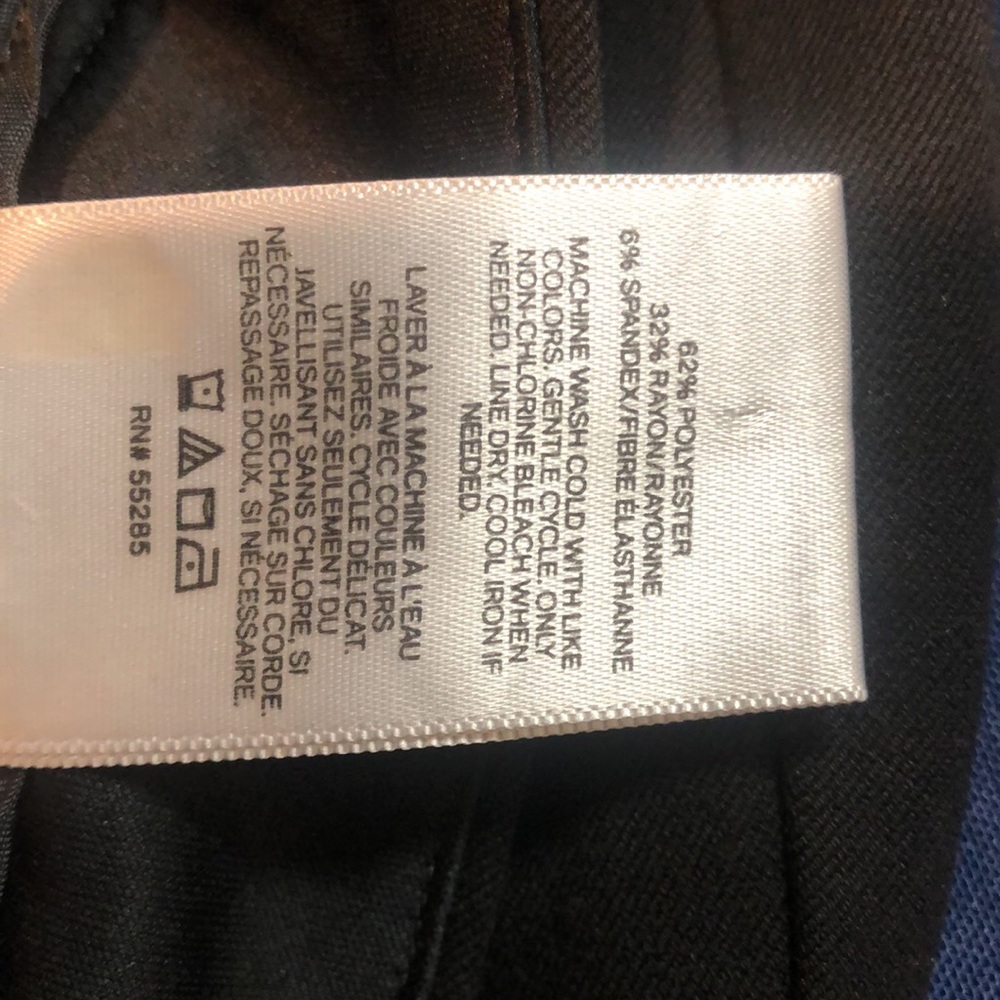 62% POLYESTER
32% RAYON/RAYONNE
6% SPANDEX/FIBRE ÉLASTHANNE
MACHINE WASH COLD WITH LIKE
COLORS. GENTLE CYCLE. ONLY
NON-CHLORINE BLEACH WHEN
NEEDED. LINE DRY. COOL IRON IF
NEEDED.
LAVER À LA MACHINE À L'EAU
FROIDE AVEC COULEURS
SIMILAIRES. CYCLE DÉLICAT.
UTILISEZ SEULEMENT DU
JAVELLISANT SANS CHLORE, SI
NÉCESSAIRE. SÉCHAGE SUR CORDE.
REPASSAGE DOUX, SI NÉCESSAIRE.
RN# 55285